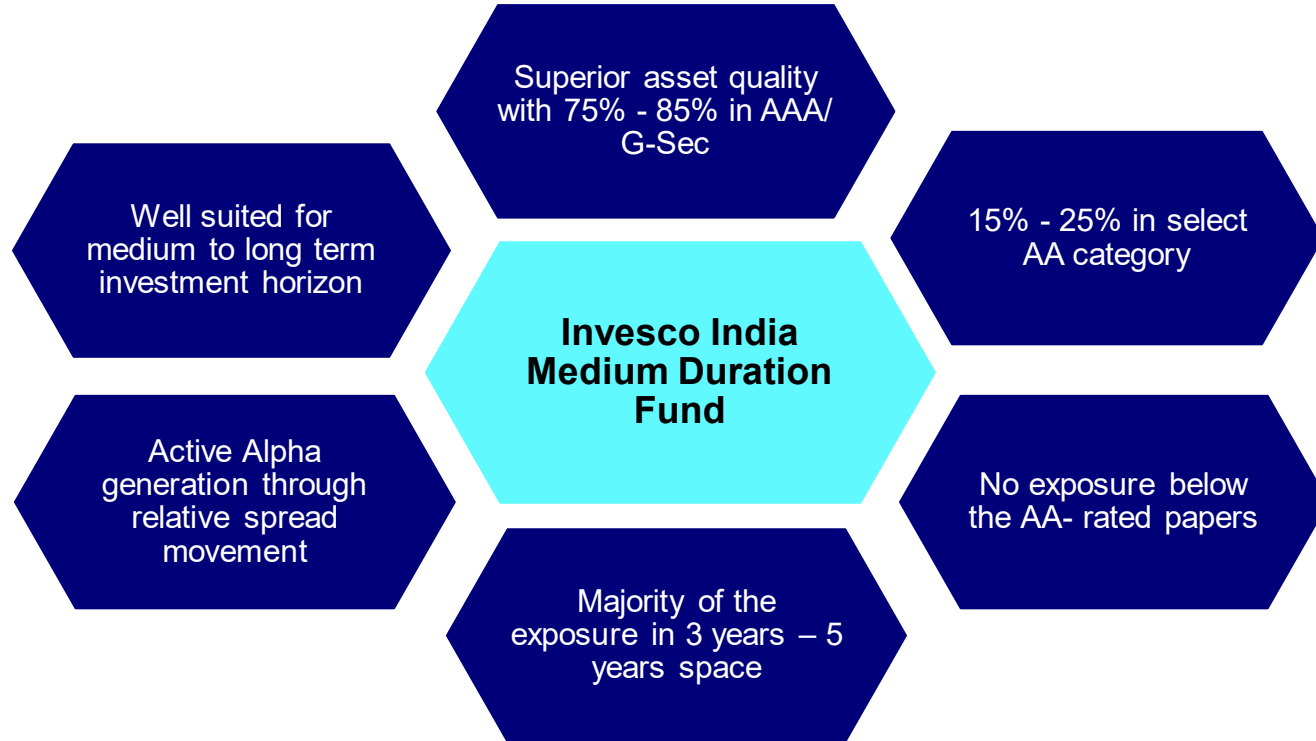 Superior asset quality
with 75% - 85% in AAA/
G-Sec
Well suited for
medium to long term
investment horizon
15% - 25% in select
AA category
Invesco India
Medium Duration
Fund
Active Alpha
generation through
relative spread
movement
No exposure below
the AA- rated papers
Majority of the
exposure in 3 years – 5
years space